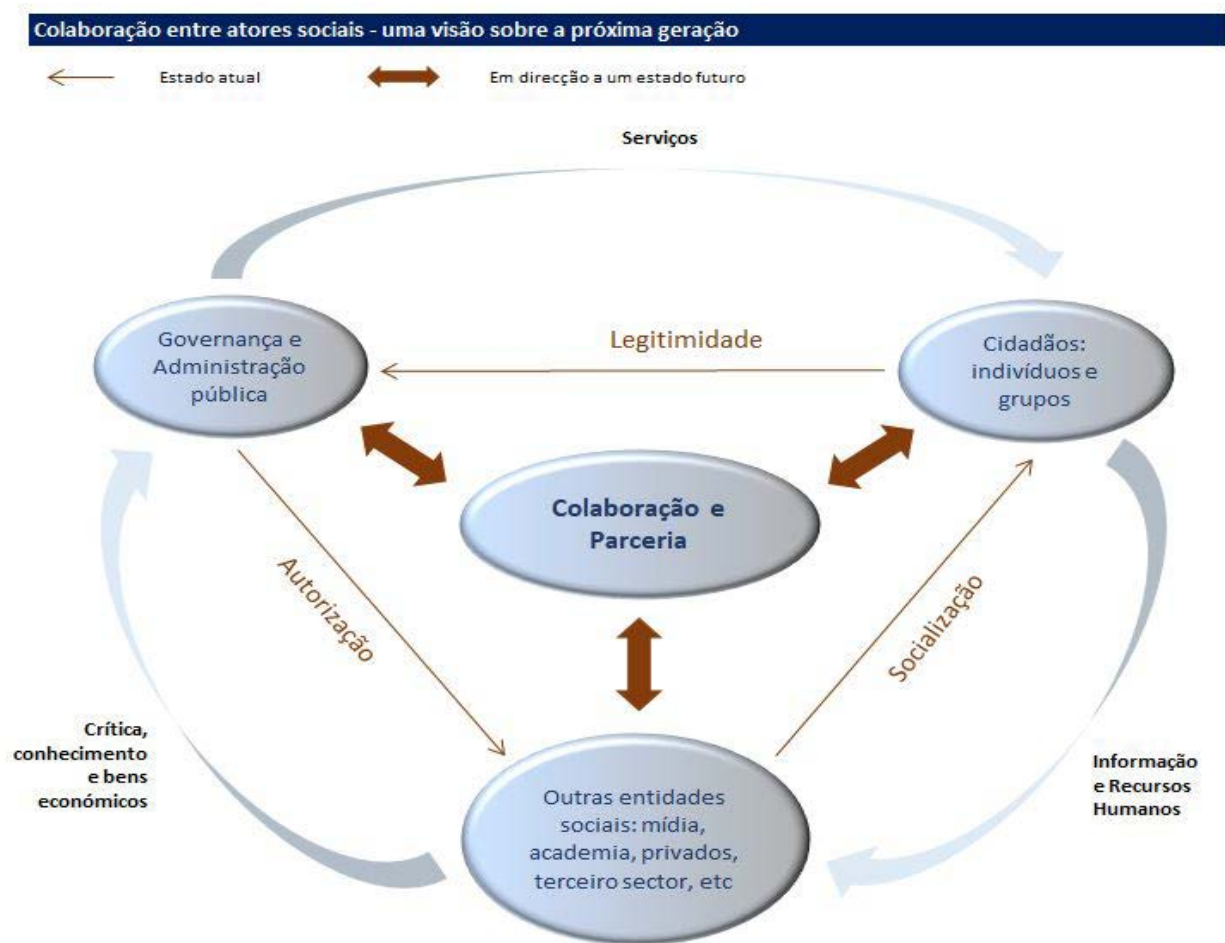 Colaboração entre atores sociais - uma visão sobre a próxima geração
Estado atual
Em direcção a um estado futuro
Serviços
Governança e
Administração
pública
Legitimidade
Cidadãos:
indivíduos e
grupos
Colaboração e
Parceria
Autorização
Socialização
Crítica,
conhecimento
e bens
económicos
Informação
e Recursos
Humanos
Outras entidades
sociais: mídia,
academia, privados,
terceiro sector, etc